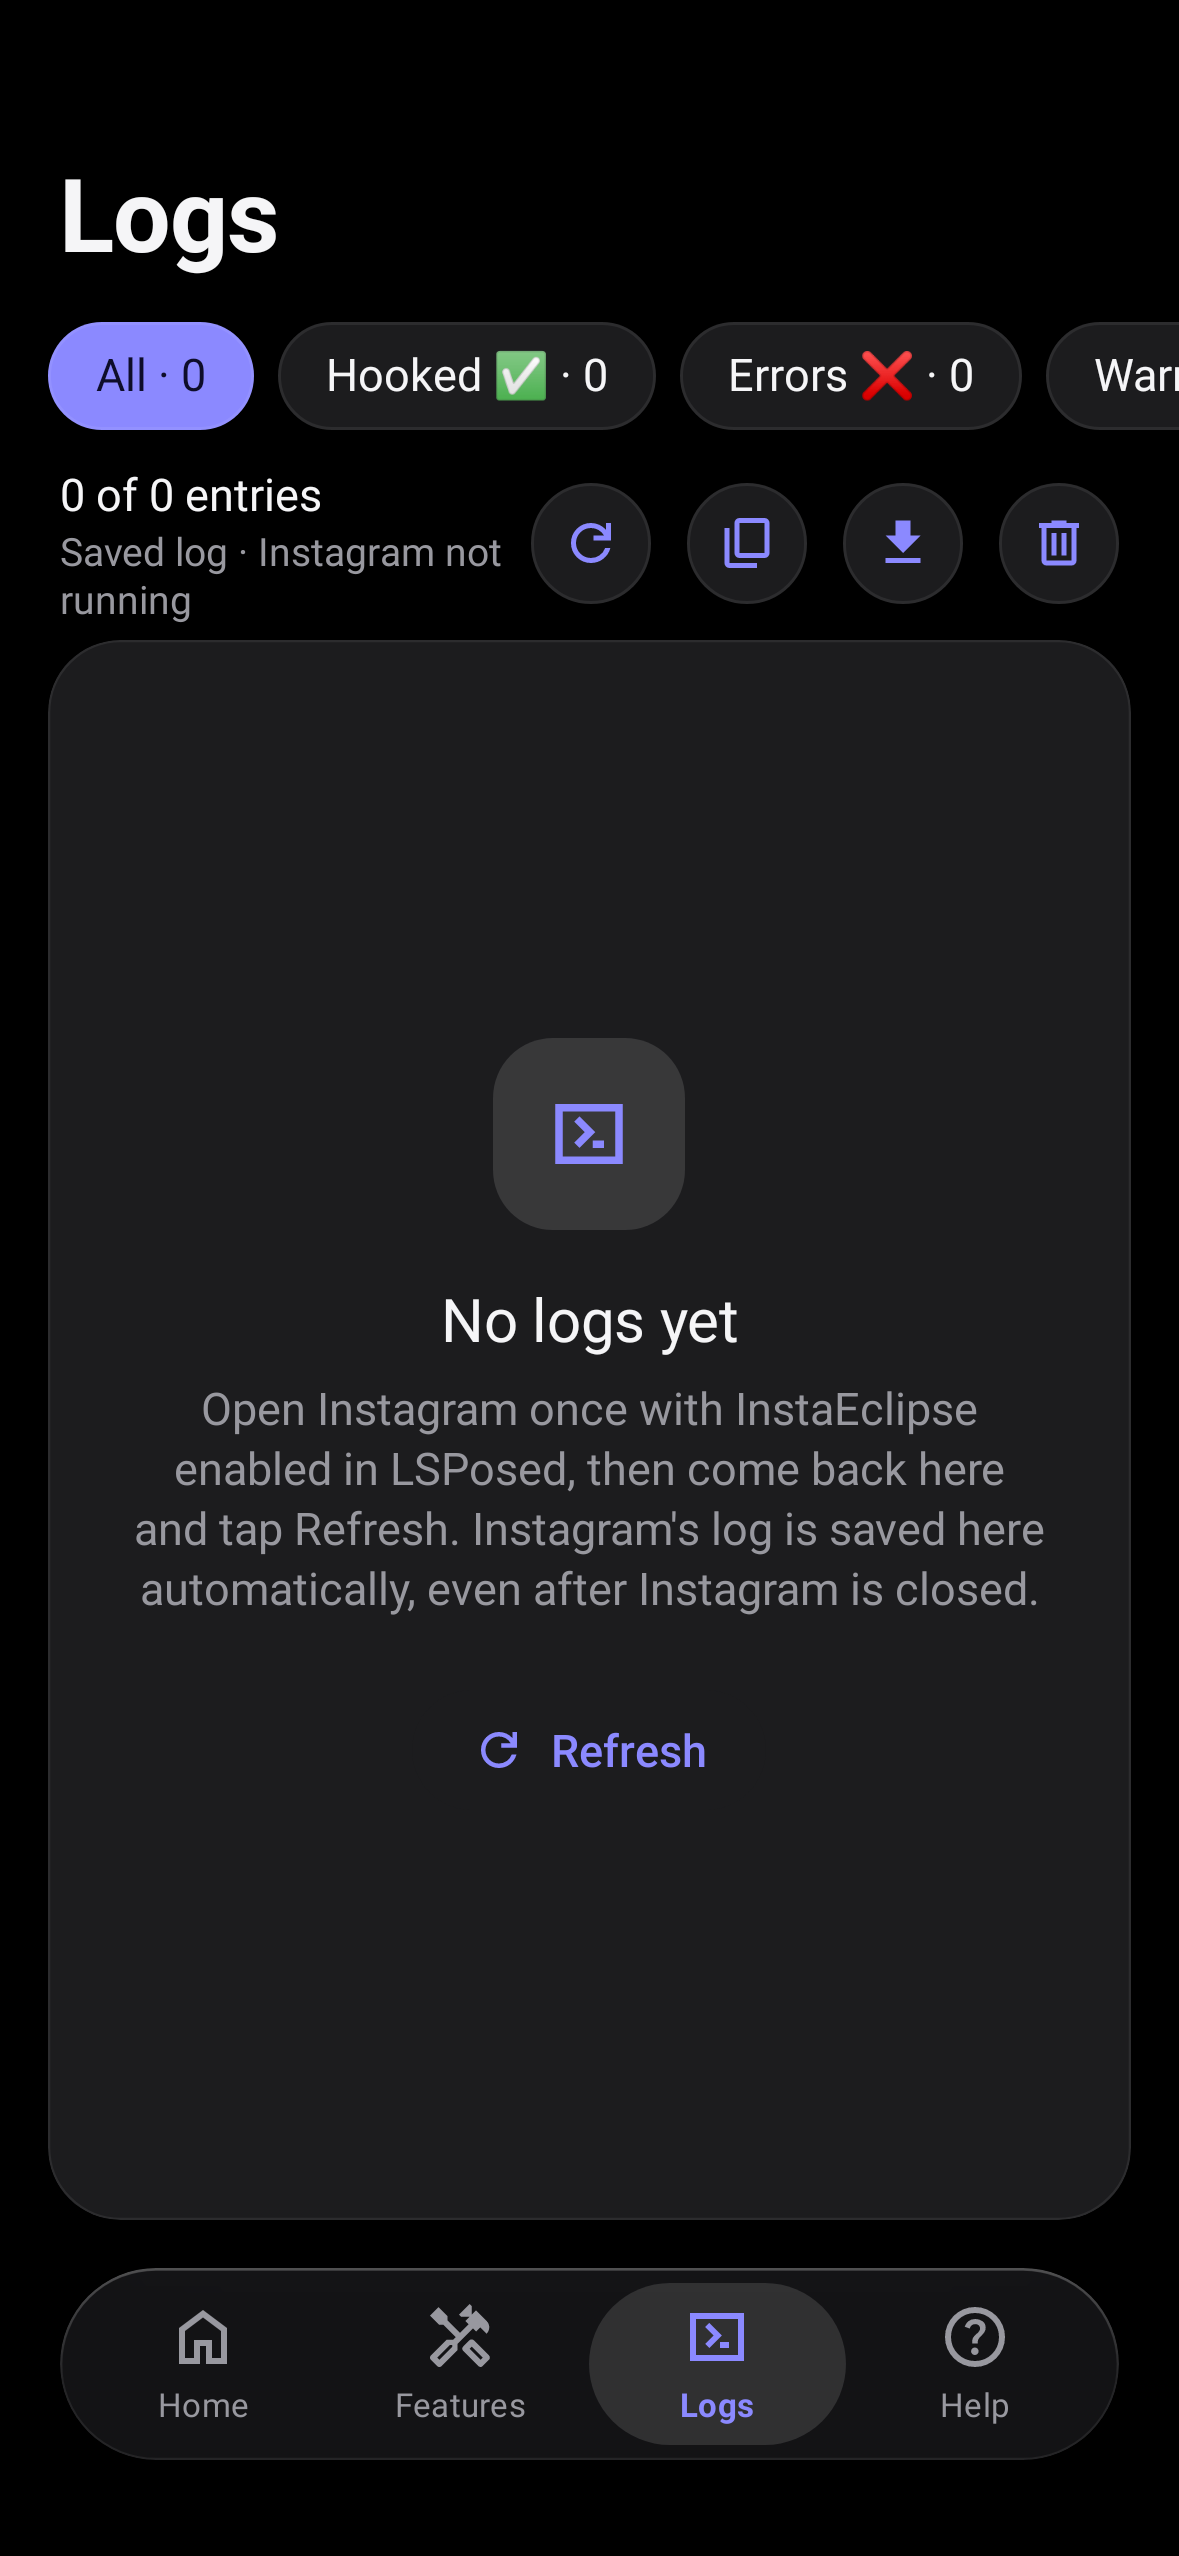 Logs
All · 0
Hooked ✅ · 0
Errors ❌ · 0
0 of 0 entries
Saved log · Instagram not
running
No logs yet
Open Instagram once with InstaEclipse
enabled in LSPosed, then come back here
and tap Refresh. Instagram's log is saved here
automatically, even after Instagram is closed.
Refresh
Home
Features
Logs
Help